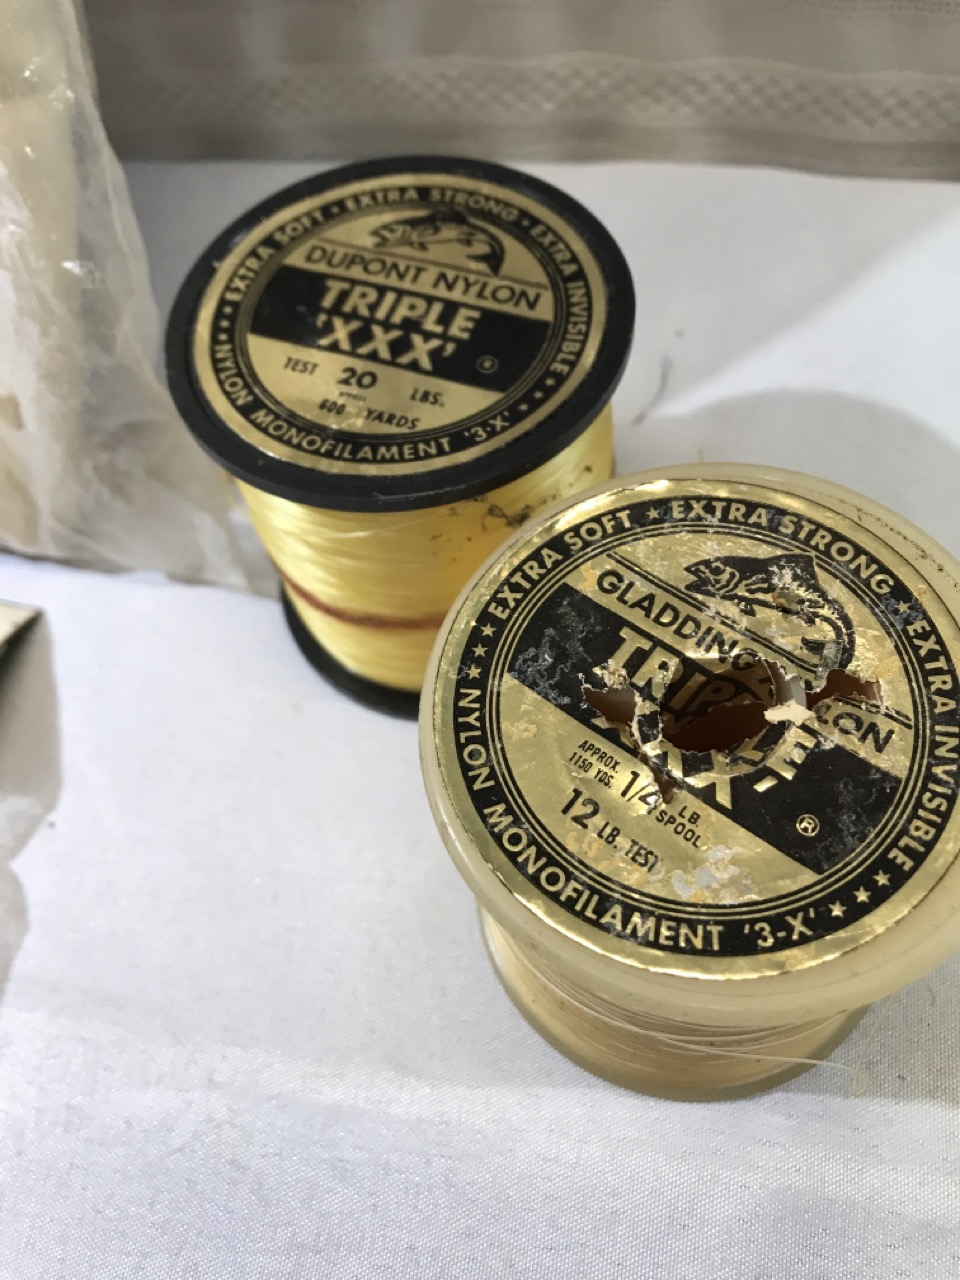 EXTRA SOFT • EXTRA STRONG • EXTRA INVISIBLE
DUPONT NYLON
TRIPLE
'XXX' ®
TEST 20 LBS.
APPROX.
600 YARDS
NYLON MONOFILAMENT '3-X'
EXTRA SOFT ★ EXTRA STRONG ★ EXTRA INVISIBLE
GLADDING
TRIPLE
®
APPROX.
1150 YDS. 1/4 LB.
SPOOL
12 LB. TEST
NYLON MONOFILAMENT '3-X'